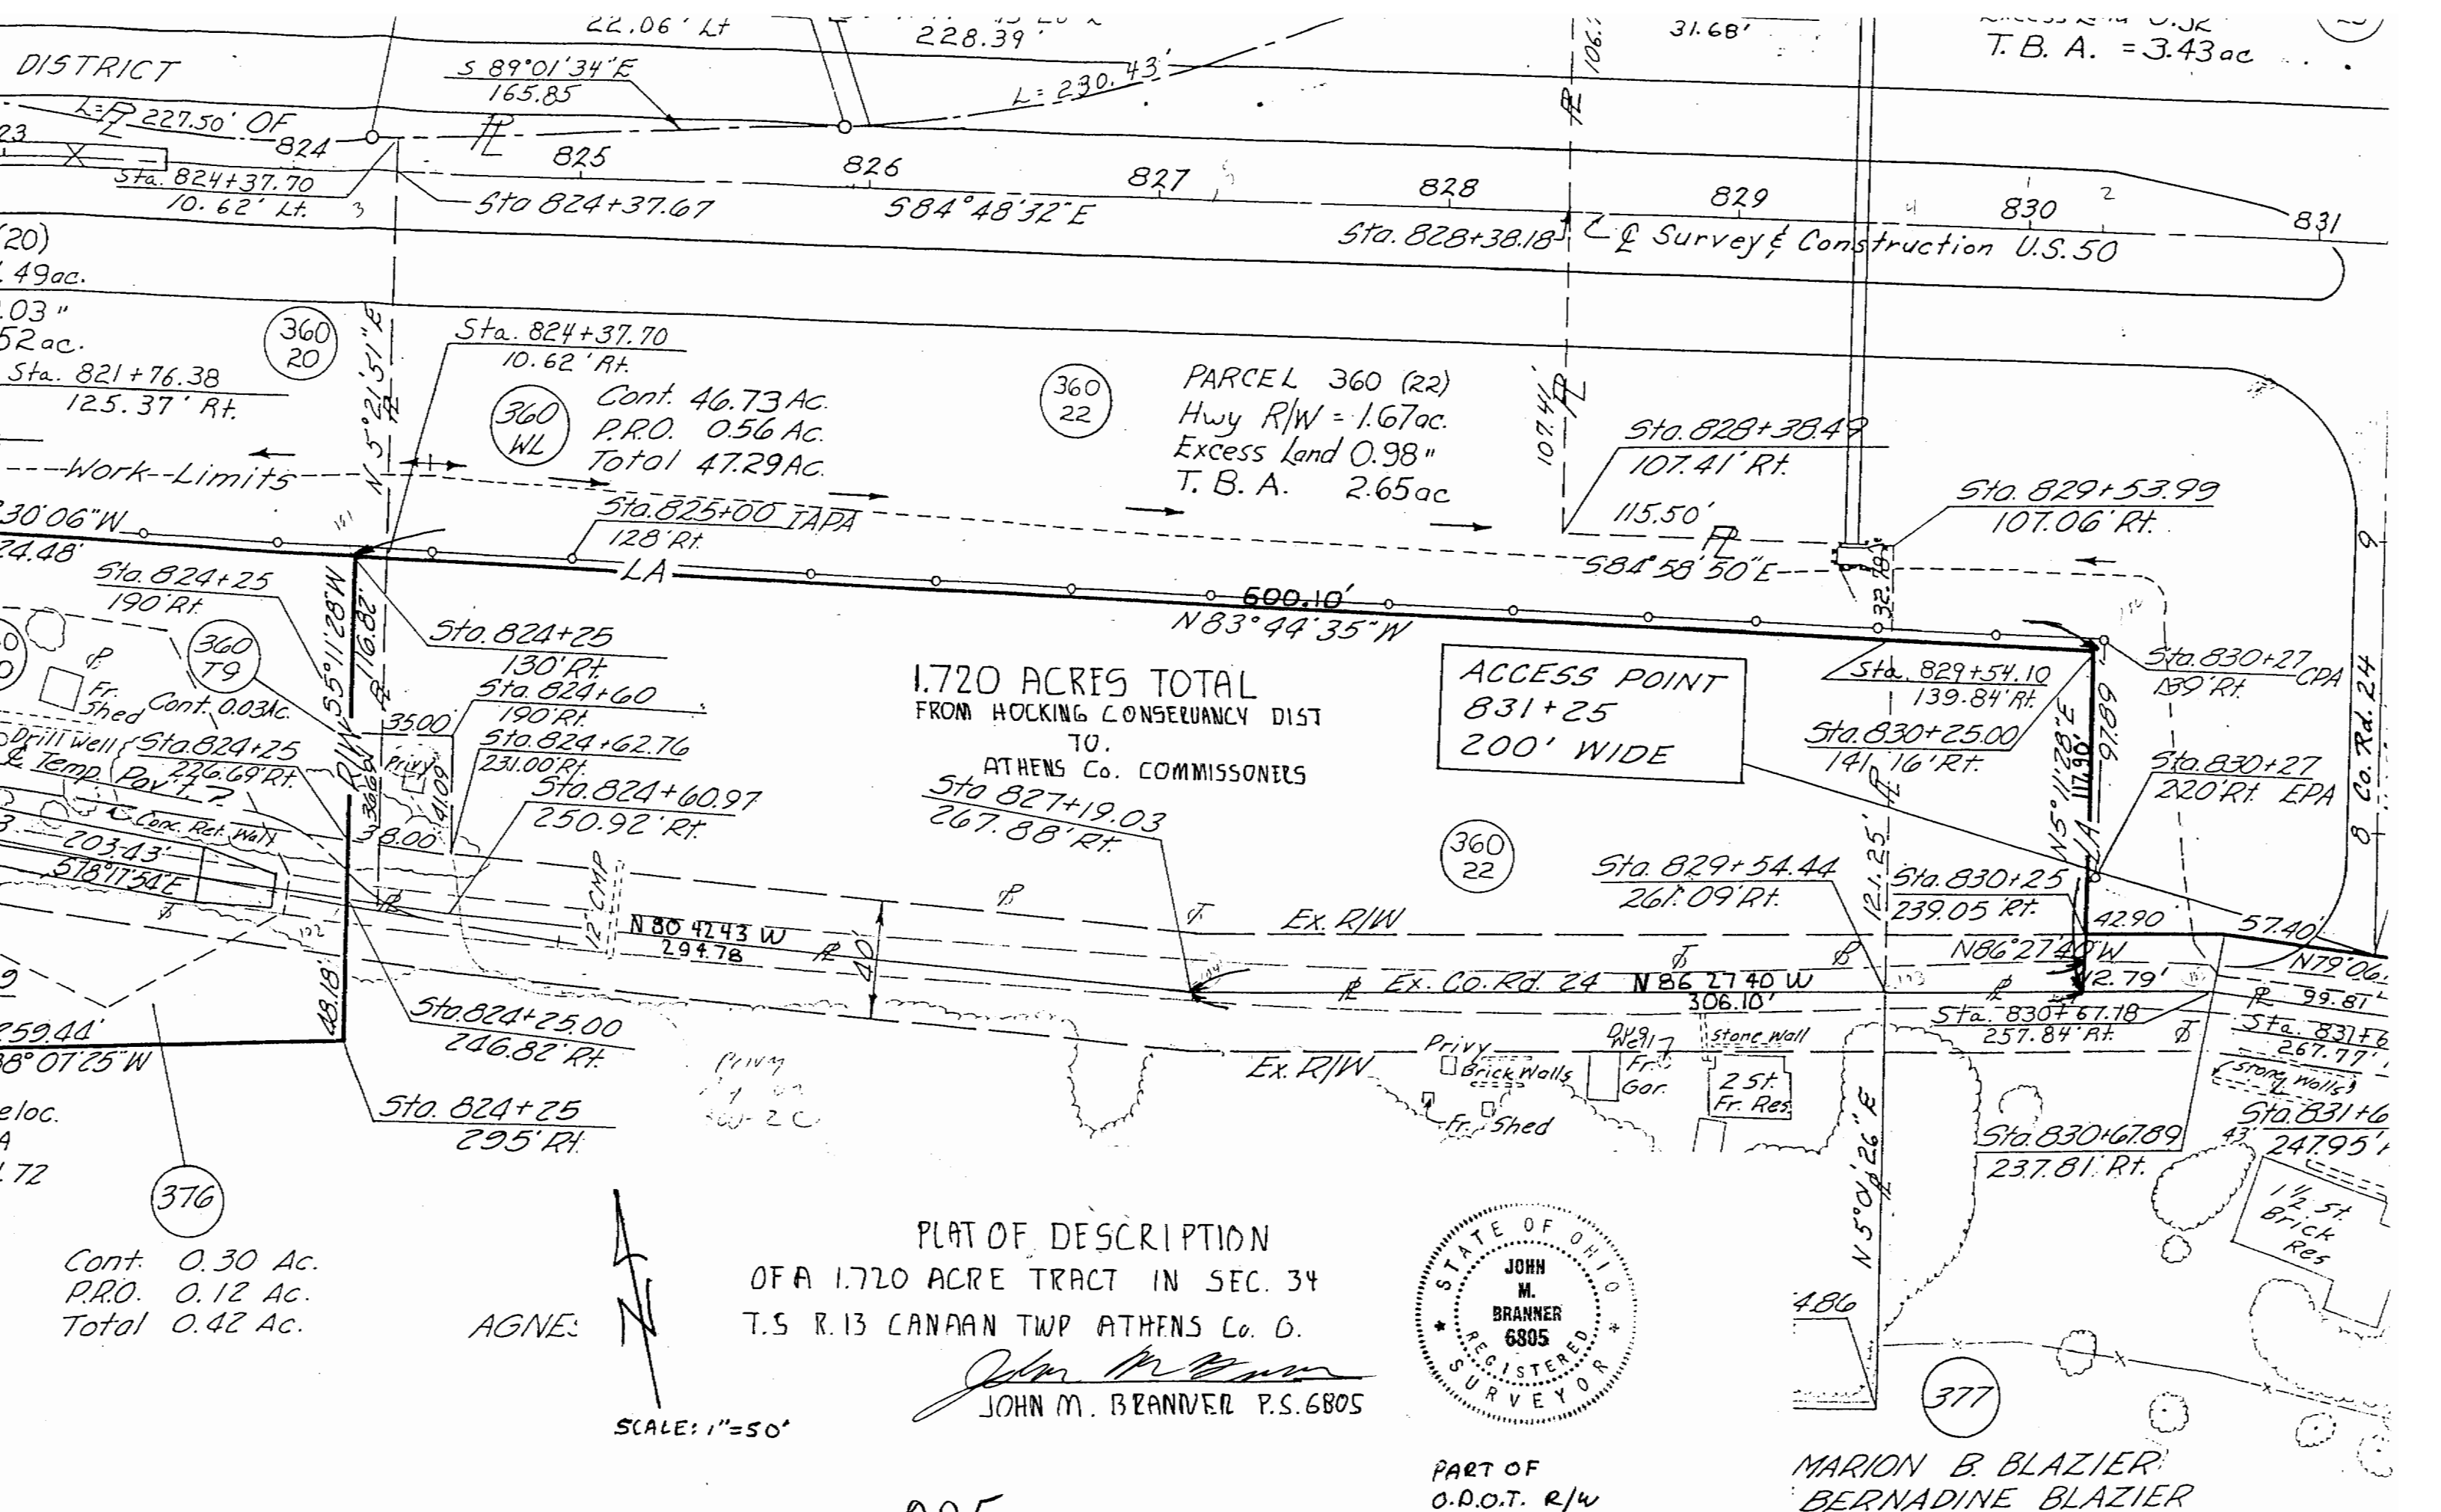 22.06' Lt
228.39'
106.
31.68'
T. B. A. = 3.43ac
DISTRICT
S 89°01'34"E
165.85
L= 230.43'
227.50' OF
23
824
825
826
827
828
829
830
831
Sta. 824+37.70
10.62' Lt.
Sta 824+37.67
S84°48'32"E
Sta. 828+38.18
℄ Survey & Construction U.S.50
(20)
.49ac.
.03 "
52ac.
360
20
Sta. 824+37.70
10.62' Rt.
Sta. 821+76.38
125.37' Rt.
N 5°21'51"E
360
WL
Cont. 46.73 Ac.
P.R.O. 0.56 Ac.
Total 47.29 Ac.
360
22
PARCEL 360 (22)
Hwy R/W = 1.67ac.
Excess Land 0.98"
T. B. A. 2.65ac
107.41'
Sta. 828+38.49
107.41' Rt.
Work Limits
Sta. 825+00 TAPA
128' Rt.
115.50'
Sta. 829+53.99
107.06' Rt.
S84°58'50"E
32.78'
30'06"W
24.48'
LA
600.10'
N83°44'35"W
Sta. 824+25
190' Rt.
S5°11'28"W
116.82'
Sta. 824+25
130' Rt.
360
T9
Fr.
Shed
Cont. 0.03Ac.
Sta. 824+60
190' Rt.
1.720 ACRES TOTAL
FROM HOCKING CONSERVANCY DIST
TO.
ATHENS Co. COMMISSONERS
ACCESS POINT
831+25
200' WIDE
Sta. 829+54.10
139.84' Rt.
Sta. 830+27 CPA
139' Rt.
Sta. 830+25.00
141.16' Rt.
N5°11'28"E
117.90'
97.89
Co. Rd. 24
9
8
35.00
Drill Well
& Temp. Pav't.
Sta. 824+25
226.69' Rt.
R/W
36.69'
Privy
41.09
Sta. 824+62.76
231.00' Rt.
Sta. 824+60.97
250.92' Rt.
38.00
Conc. Ret. Wall
203.43'
S78°17'54"E
Sta 827+19.03
267.88' Rt.
360
22
LA
Sta. 830+27
220' Rt. EPA
Sta. 829+54.44
261.09' Rt.
121.25'
Sta. 830+25
239.05 Rt.
42.90
57.40'
12" CMP
N 80 42 43 W
294.78
40'
Ex. R/W
Ex. Co. Rd. 24
N 86 27 40 W
306.10'
N86°27'40"W
42.79'
N79°06
99.87'
Sta. 830+67.18
257.84' Rt.
Sta. 831+6
267.77'
(Stone Walls)
48.18'
259.44'
38°07'25"W
Sta. 824+25.00
246.82' Rt.
Sta. 824+25
295' Rt.
Privy
Ex. R/W
Privy
Brick Walls
Fr. Shed
Dug
Well
Fr.
Gar.
Stone Wall
2 St.
Fr. Res.
N 5°01'26"E
Sta. 830+67.89
237.81' Rt.
Sta. 831+6
247.95'
43'
1 1/2 St.
Brick
Res
eloc.
.72
376
Cont. 0.30 Ac.
P.R.O. 0.12 Ac.
Total 0.42 Ac.
AGNES
N
SCALE: 1"=50'
PLAT OF DESCRIPTION
OF A 1.720 ACRE TRACT IN SEC. 34
T.5 R.13 CANAAN TWP ATHENS Co. O.
JOHN M. BRANNER P.S. 6805
STATE OF OHIO
JOHN
M.
BRANNER
6805
REGISTERED
SURVEYOR
486
377
PART OF
O.D.O.T. R/W
MARION B. BLAZIER
BERNADINE BLAZIER